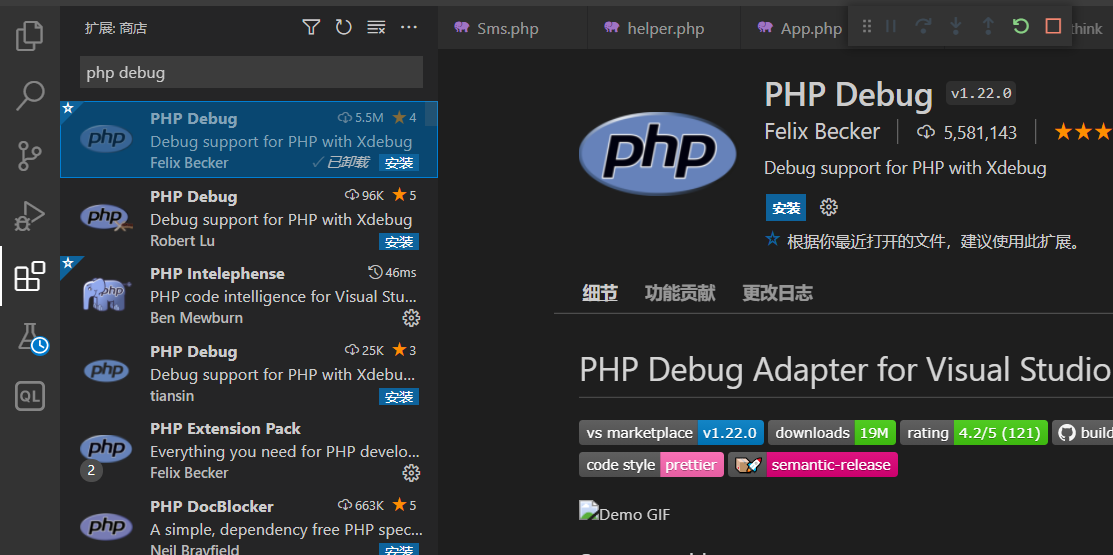 扩展: 商店
php debug
PHP Debug 5.5M 4
Debug support for PHP with Xdebug
Felix Becker 已卸载 安装
PHP Debug 96K 5
Debug support for PHP with Xdebug
Robert Lu 安装
PHP Intelephense 46ms
PHP code intelligence for Visual Stu...
Ben Mewburn
PHP Debug 25K 3
Debug support for PHP with Xdebu...
tiansin 安装
PHP Extension Pack
Everything you need for PHP develo...
2 Felix Becker
PHP DocBlocker 663K 5
A simple, dependency free PHP spec...
Neil Brayfield 安装
QL
Sms.php helper.php App.php think
php
PHP Debug v1.22.0
Felix Becker 5,581,143
Debug support for PHP with Xdebug
安装
根据你最近打开的文件，建议使用此扩展。
细节 功能贡献 更改日志
PHP Debug Adapter for Visual Studio
vs marketplace v1.22.0 downloads 19M rating 4.2/5 (121) build
code style prettier semantic-release
Demo GIF